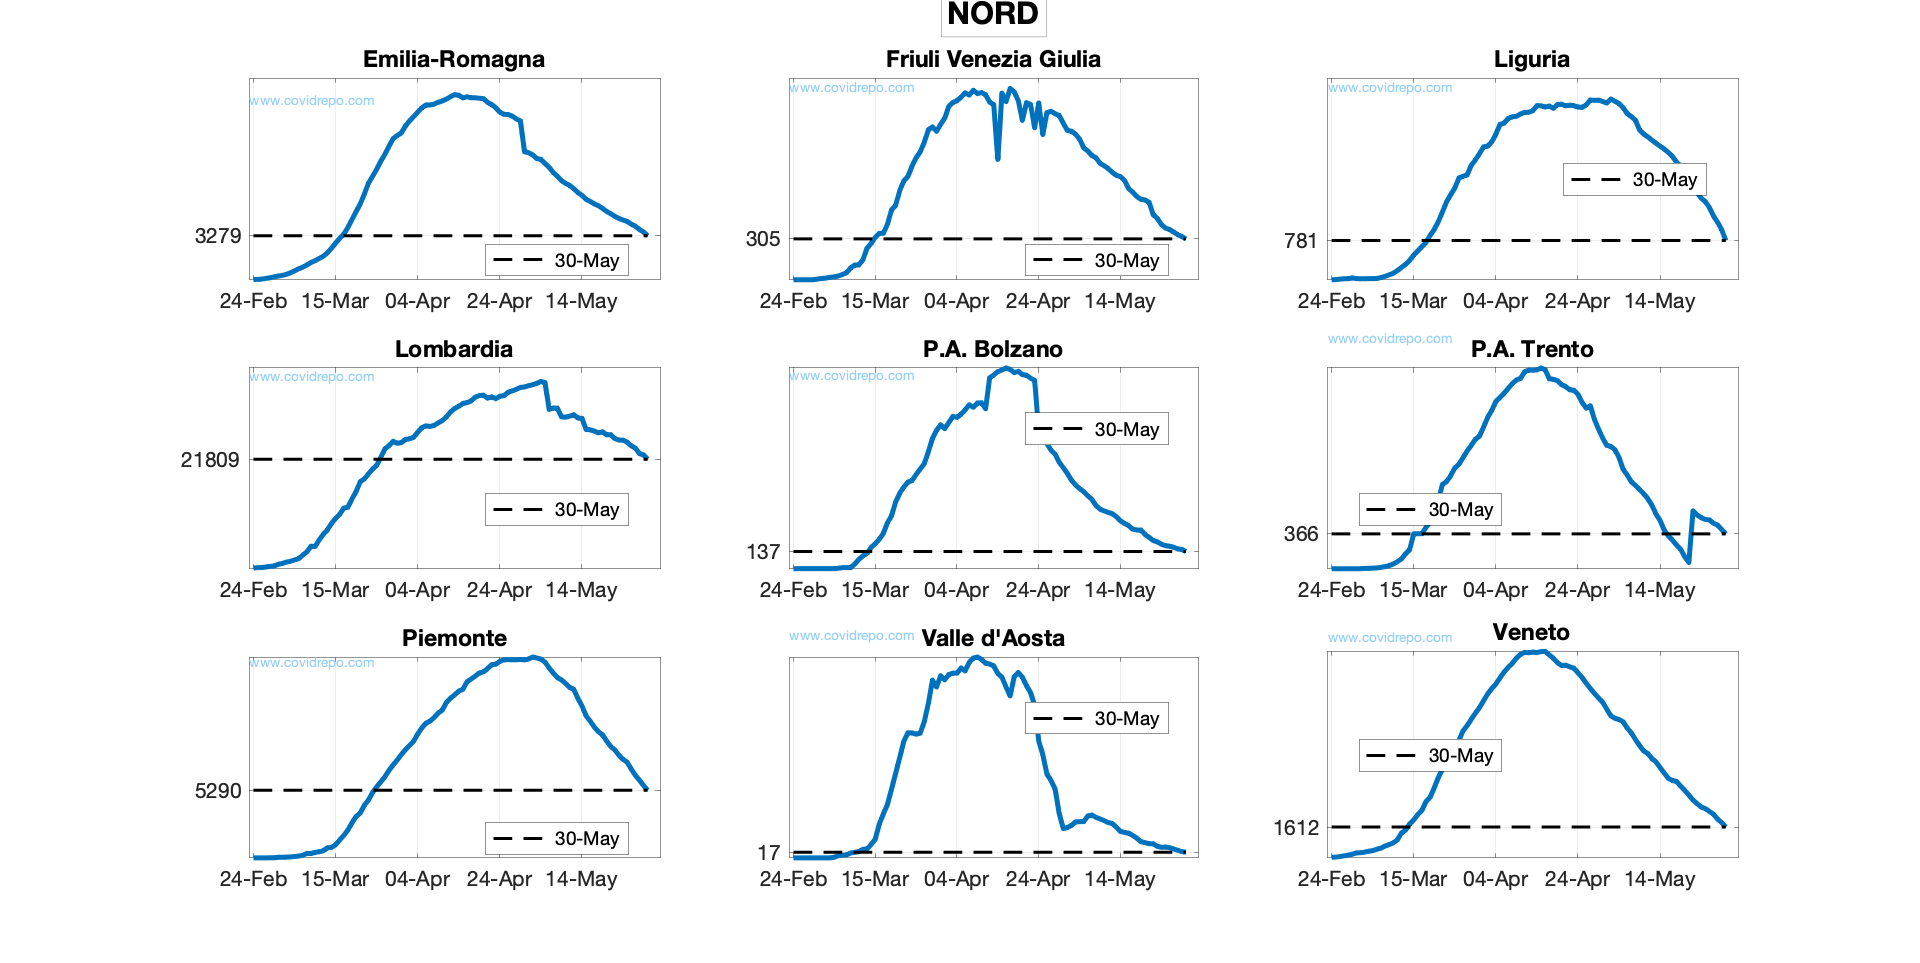 NORD
Emilia-Romagna
www.covidrepo.com
3279
30-May
24-Feb 15-Mar 04-Apr 24-Apr 14-May
Friuli Venezia Giulia
www.covidrepo.com
305
30-May
24-Feb 15-Mar 04-Apr 24-Apr 14-May
Liguria
www.covidrepo.com
30-May
781
24-Feb 15-Mar 04-Apr 24-Apr 14-May
Lombardia
www.covidrepo.com
21809
30-May
24-Feb 15-Mar 04-Apr 24-Apr 14-May
P.A. Bolzano
www.covidrepo.com
30-May
137
24-Feb 15-Mar 04-Apr 24-Apr 14-May
www.covidrepo.com
P.A. Trento
30-May
366
24-Feb 15-Mar 04-Apr 24-Apr 14-May
Piemonte
www.covidrepo.com
5290
30-May
24-Feb 15-Mar 04-Apr 24-Apr 14-May
www.covidrepo.com
Valle d'Aosta
30-May
17
24-Feb 15-Mar 04-Apr 24-Apr 14-May
www.covidrepo.com
Veneto
30-May
1612
24-Feb 15-Mar 04-Apr 24-Apr 14-May